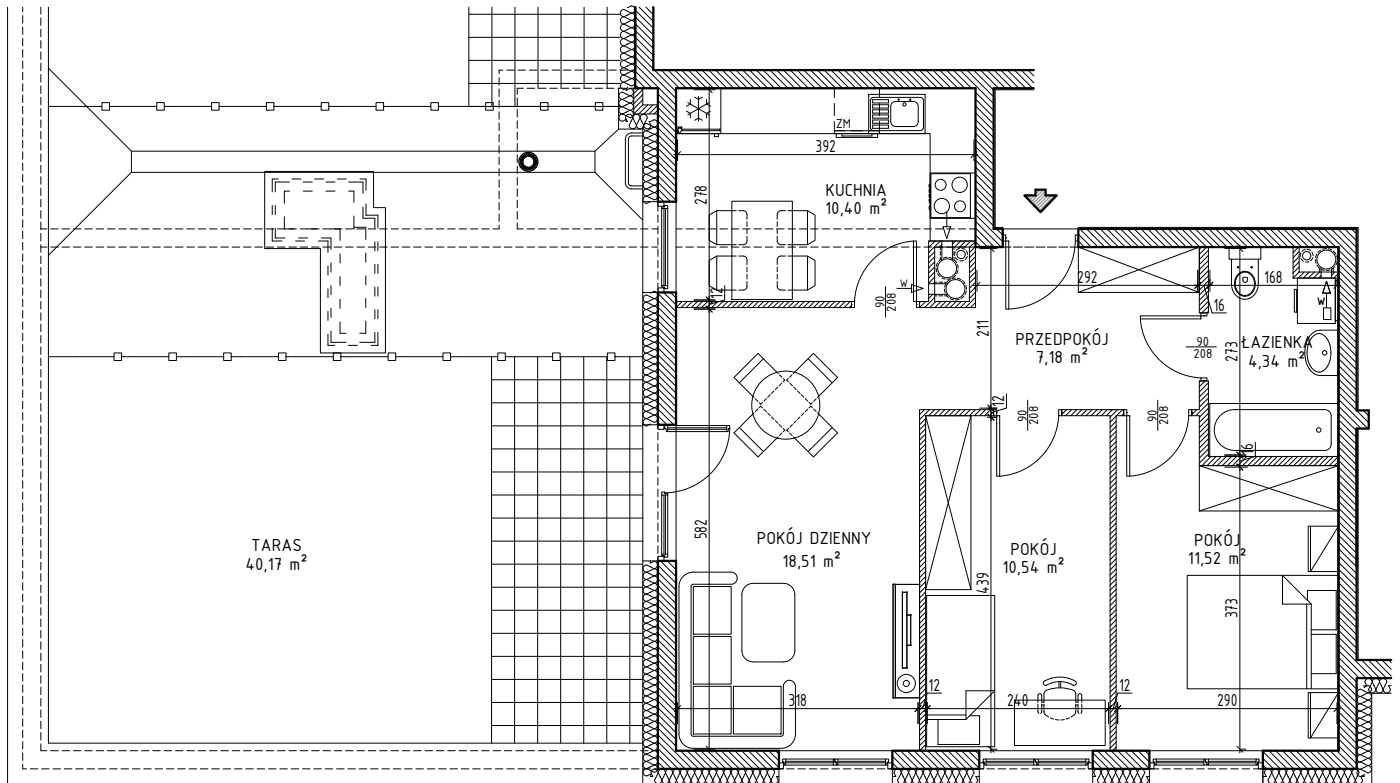 ZM
392
KUCHNIA
10,40 m²
278
12
W
90
208
292
168
16
W
211
PRZEDPOKÓJ
7,18 m²
90
208
273
ŁAZIENKA
4,34 m²
12
90
208
90
208
16
TARAS
40,17 m²
582
POKÓJ DZIENNY
18,51 m²
POKÓJ
10,54 m²
POKÓJ
11,52 m²
439
373
318
12
240
12
290